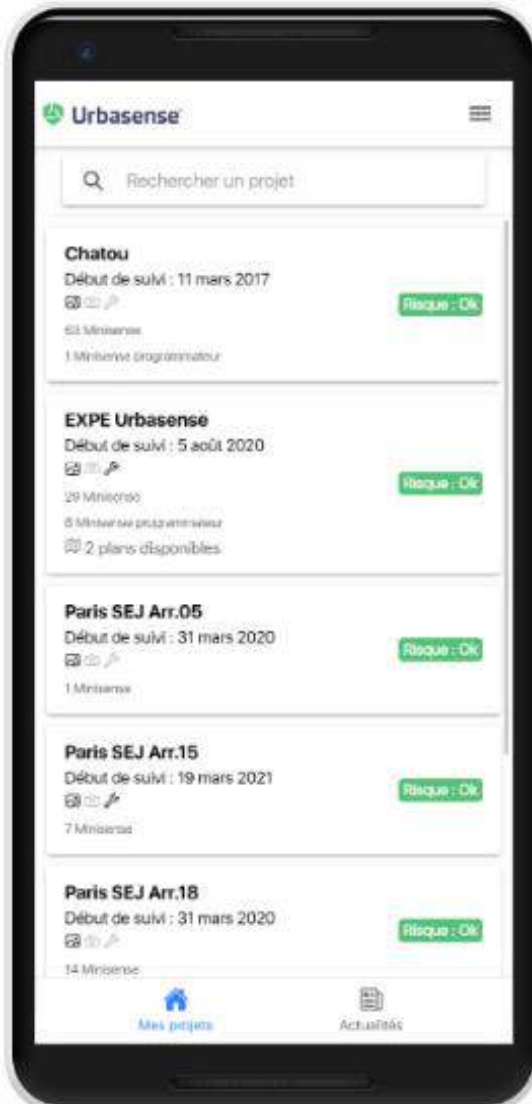 Urbasense
Rechercher un projet
Chatou
Début de suivi : 11 mars 2017
Risque : Ok
63 Minisense
1 Minisense programmateur
EXPE Urbasense
Début de suivi : 5 août 2020
Risque : Ok
29 Minisense
6 Minisense programmateur
2 plans disponibles
Paris SEJ Arr.05
Début de suivi : 31 mars 2020
Risque : Ok
1 Minisense
Paris SEJ Arr.15
Début de suivi : 19 mars 2021
Risque : Ok
7 Minisense
Paris SEJ Arr.18
Début de suivi : 31 mars 2020
Risque : Ok
14 Minisense
Mes projets
Actualités